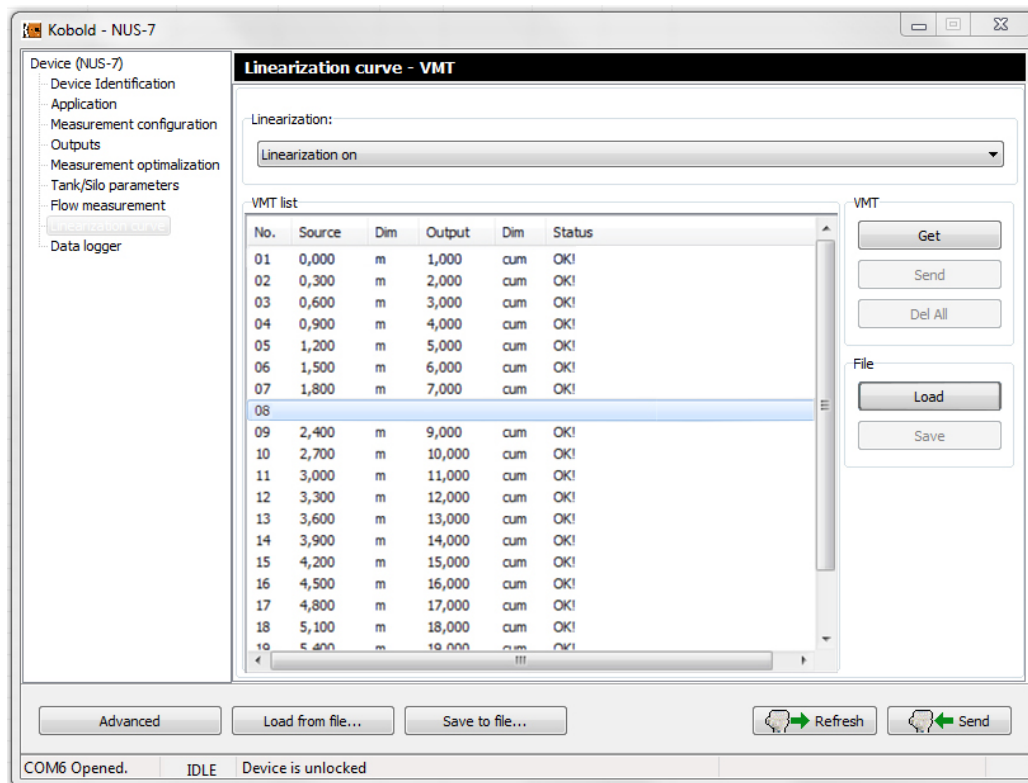 Kobold - NUS-7
Device (NUS-7)
Device Identification
Application
Measurement configuration
Outputs
Measurement optimalization
Tank/Silo parameters
Flow measurement
Linearization curve
Data logger
Linearization curve - VMT
Linearization:
Linearization on
VMT list
No. Source Dim Output Dim Status
01 0,000 m 1,000 cum OK!
02 0,300 m 2,000 cum OK!
03 0,600 m 3,000 cum OK!
04 0,900 m 4,000 cum OK!
05 1,200 m 5,000 cum OK!
06 1,500 m 6,000 cum OK!
07 1,800 m 7,000 cum OK!
08
09 2,400 m 9,000 cum OK!
10 2,700 m 10,000 cum OK!
11 3,000 m 11,000 cum OK!
12 3,300 m 12,000 cum OK!
13 3,600 m 13,000 cum OK!
14 3,900 m 14,000 cum OK!
15 4,200 m 15,000 cum OK!
16 4,500 m 16,000 cum OK!
17 4,800 m 17,000 cum OK!
18 5,100 m 18,000 cum OK!
19 5,400 m 19,000 cum OK!
VMT
Get
Send
Del All
File
Load
Save
Advanced
Load from file...
Save to file...
Refresh
Send
COM6 Opened.
IDLE
Device is unlocked